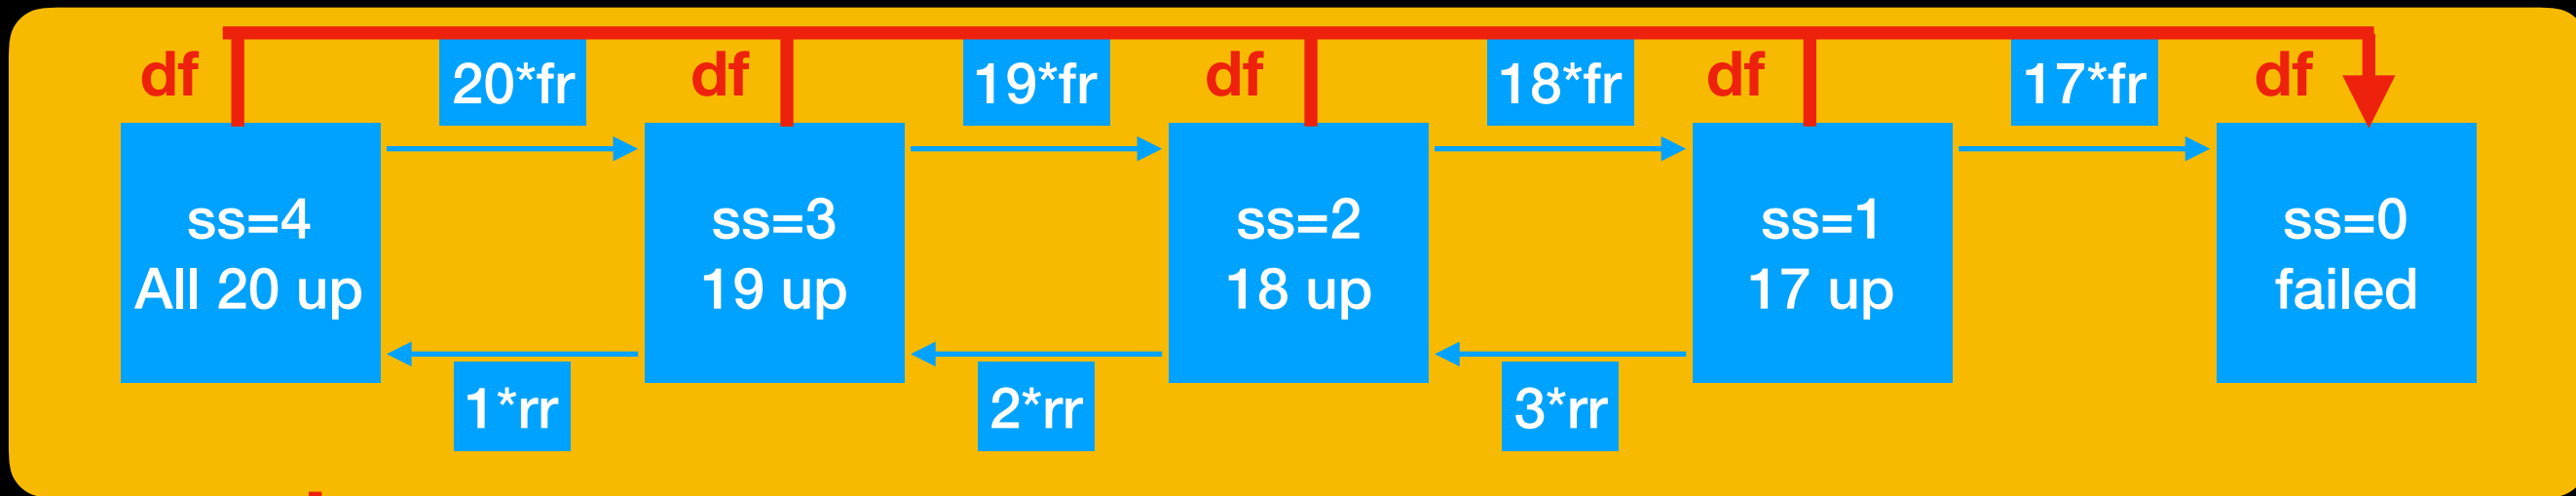 df
20*fr
df
19*fr
df
18*fr
df
17*fr
df
ss=4
All 20 up
ss=3
19 up
ss=2
18 up
ss=1
17 up
ss=0
failed
1*rr
2*rr
3*rr